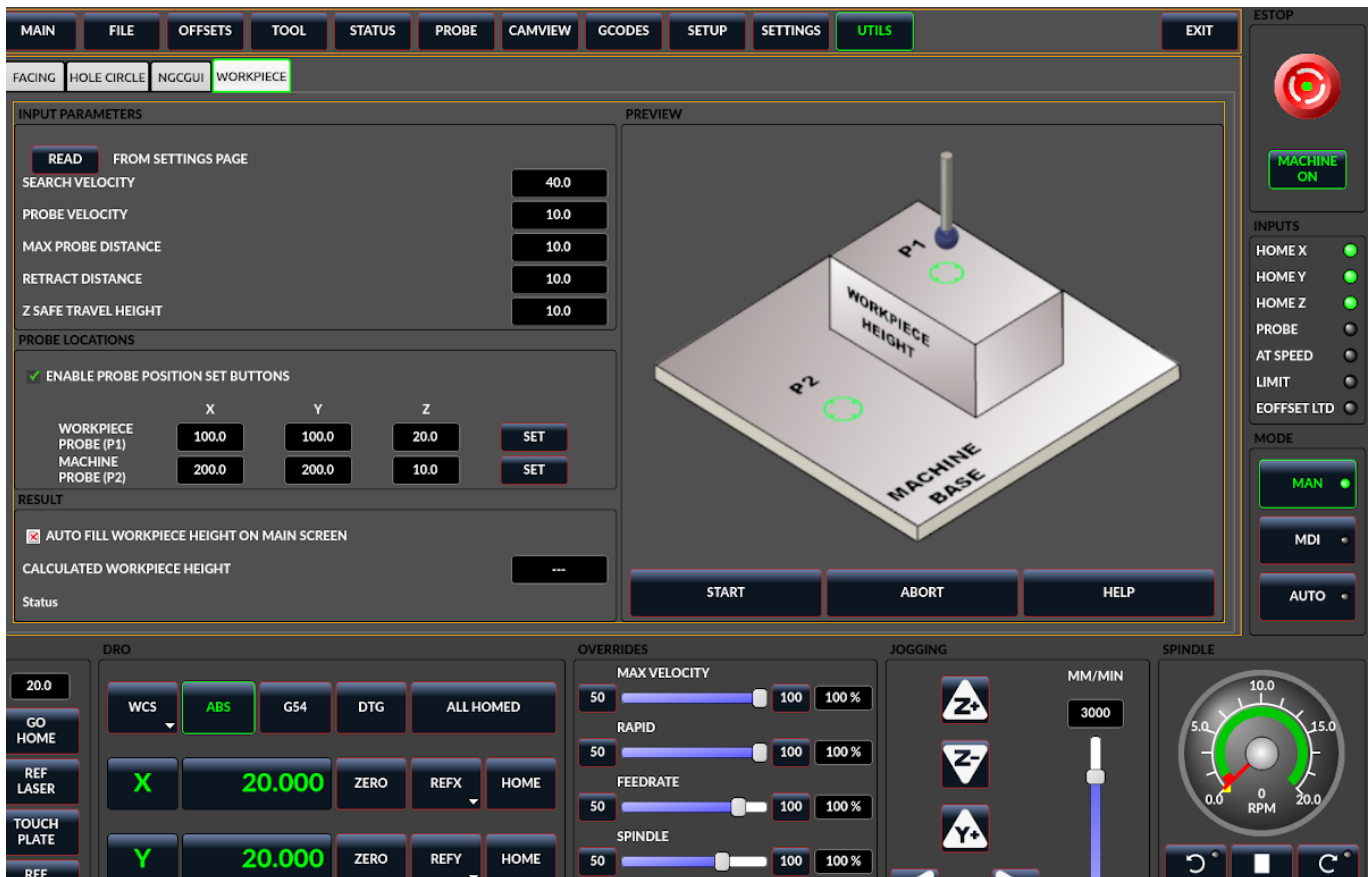 MAIN FILE OFFSETS TOOL STATUS PROBE CAMVIEW GCODES SETUP SETTINGS UTILS EXIT
FACING HOLE CIRCLE NGCGUI WORKPIECE
INPUT PARAMETERS
READ FROM SETTINGS PAGE
SEARCH VELOCITY 40.0
PROBE VELOCITY 10.0
MAX PROBE DISTANCE 10.0
RETRACT DISTANCE 10.0
Z SAFE TRAVEL HEIGHT 10.0
PROBE LOCATIONS
ENABLE PROBE POSITION SET BUTTONS
X Y Z
WORKPIECE
PROBE (P1) 100.0 100.0 20.0 SET
MACHINE
PROBE (P2) 200.0 200.0 10.0 SET
RESULT
AUTO FILL WORKPIECE HEIGHT ON MAIN SCREEN
CALCULATED WORKPIECE HEIGHT ---
Status
PREVIEW
P1
WORKPIECE
HEIGHT
P2
MACHINE
BASE
START ABORT HELP
ESTOP
MACHINE
ON
INPUTS
HOME X
HOME Y
HOME Z
PROBE
AT SPEED
LIMIT
EOFFSET LTD
MODE
MAN
MDI
AUTO
20.0
GO
HOME
REF
LASER
TOUCH
PLATE
REF
DRO
WCS ABS G54 DTG ALL HOMED
X 20.000 ZERO REFX HOME
Y 20.000 ZERO REFY HOME
OVERRIDES
MAX VELOCITY
50 100 100 %
RAPID
50 100 100 %
FEEDRATE
50 100 100 %
SPINDLE
50 100 100 %
JOGGING
Z+
Z-
Y+
MM/MIN
3000
SPINDLE
10.0
5.0 15.0
0.0 0 20.0
RPM